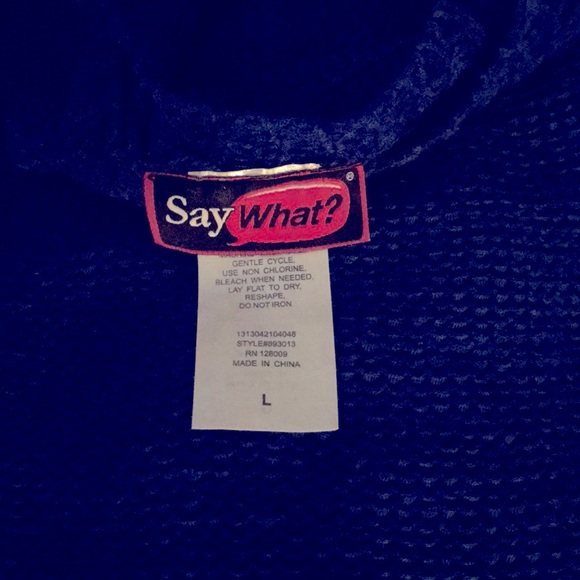 Say What? ®
GENTLE CYCLE,
USE NON CHLORINE,
BLEACH WHEN NEEDED,
LAY FLAT TO DRY,
RESHAPE,
DO NOT IRON
1313042104048
STYLE#893013
RN 128009
MADE IN CHINA
L